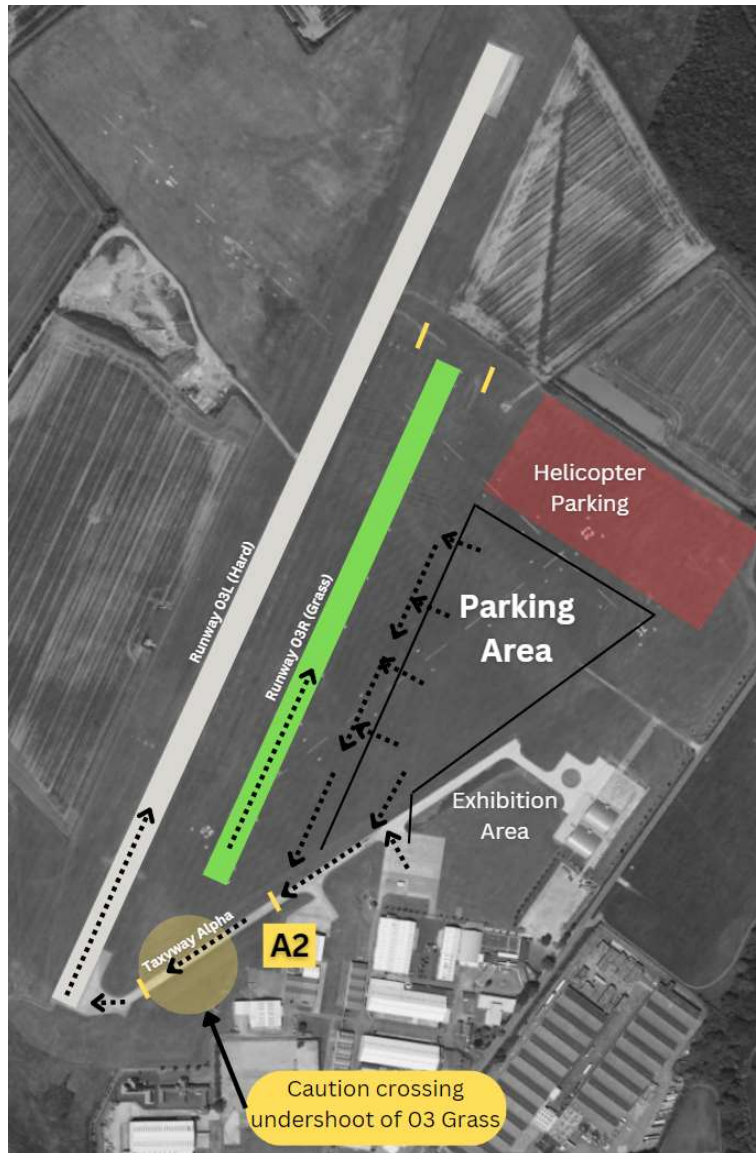 Helicopter
Parking
Runway 03L (Hard)
Parking
Area
Runway 03R (Grass)
Exhibition
Area
Taxyway Alpha
A2
Caution crossing
undershoot of 03 Grass